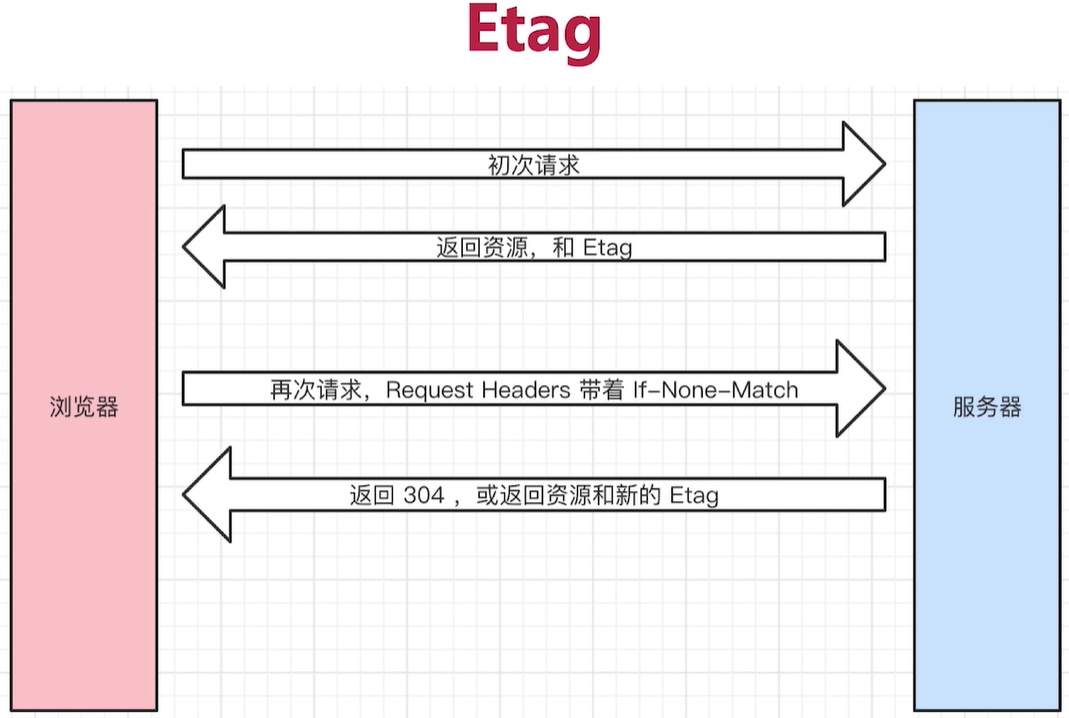 Etag
初次请求
返回资源，和 Etag
再次请求，Request Headers 带着 If-None-Match
浏览器
服务器
返回 304 ，或返回资源和新的 Etag